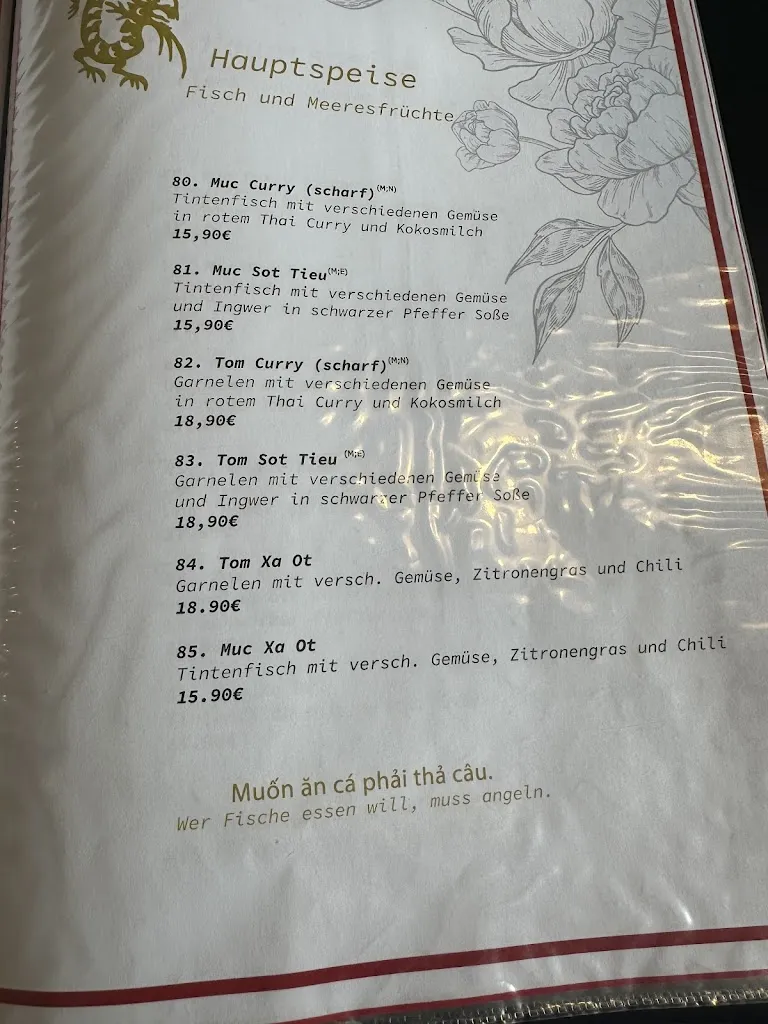 Hauptspeise
Fisch und Meeresfrüchte
80. Muc Curry (scharf)(M;N)
Tintenfisch mit verschiedenen Gemüse
in rotem Thai Curry und Kokosmilch
15,90€
81. Muc Sot Tieu(M;E)
Tintenfisch mit verschiedenen Gemüse
und Ingwer in schwarzer Pfeffer Soße
15,90€
82. Tom Curry (scharf)(M;N)
Garnelen mit verschiedenen Gemüse
in rotem Thai Curry und Kokosmilch
18,90€
83. Tom Sot Tieu (M;E)
Garnelen mit verschiedenen Gemüse
und Ingwer in schwarzer Pfeffer Soße
18,90€
84. Tom Xa Ot
Garnelen mit versch. Gemüse, Zitronengras und Chili
18.90€
85. Muc Xa Ot
Tintenfisch mit versch. Gemüse, Zitronengras und Chili
15.90€
Muốn ăn cá phải thả câu.
Wer Fische essen will, muss angeln.